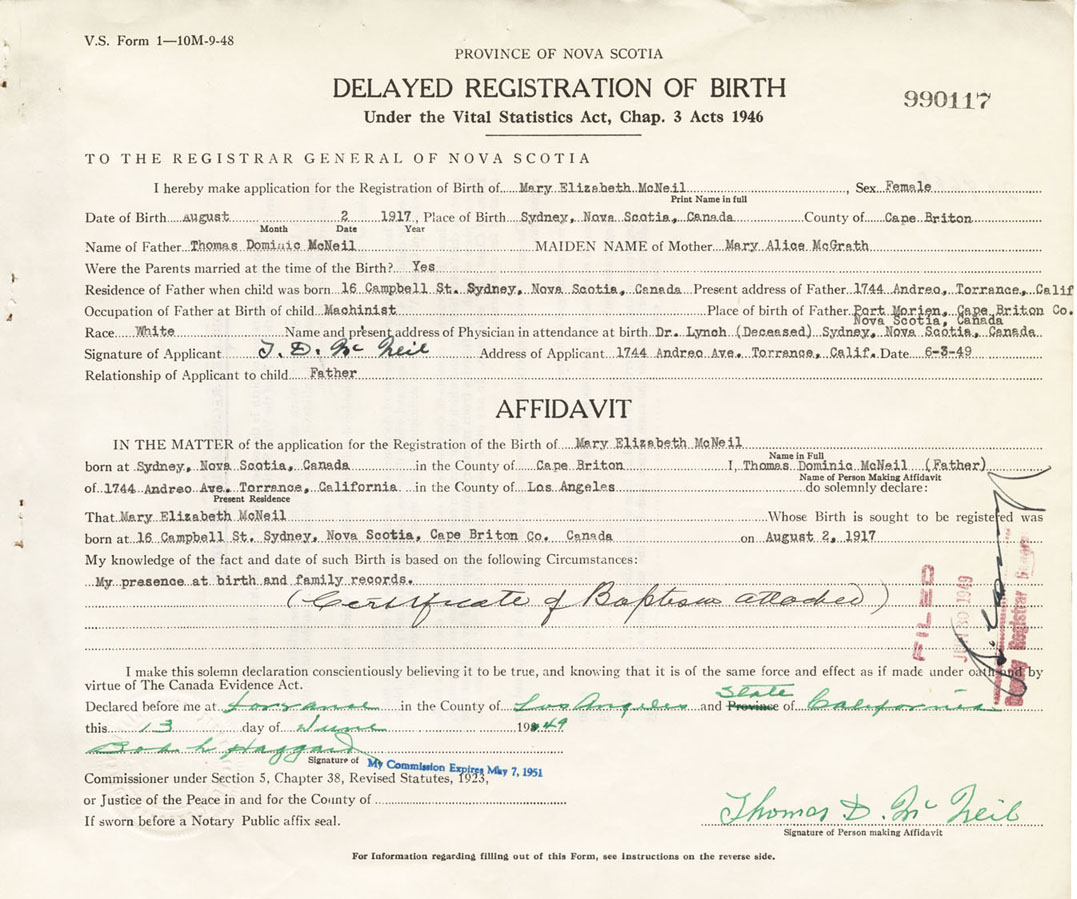 V.S. Form 1—10M-9-48
PROVINCE OF NOVA SCOTIA
DELAYED REGISTRATION OF BIRTH
990117
Under the Vital Statistics Act, Chap. 3 Acts 1946
TO THE REGISTRAR GENERAL OF NOVA SCOTIA
I hereby make application for the Registration of Birth of Mary Elizabeth McNeil, Sex Female
Print Name in full
Date of Birth august 2 1917, Place of Birth Sydney, Nova Scotia, Canada County of Cape Briton
Month Date Year
Name of Father Thomas Dominic McNeil MAIDEN NAME of Mother Mary Alice McGrath
Were the Parents married at the time of the Birth? Yes
Residence of Father when child was born 16 Campbell St. Sydney, Nova Scotia, Canada Present address of Father 1744 Andreo, Torrance, Calif
Occupation of Father at Birth of child Machinist Place of birth of Father Port Morien, Cape Briton Co.
Nova Scotia, Canada
Race White Name and present address of Physician in attendance at birth Dr. Lynch (Deceased) Sydney, Nova Scotia, Canada
Signature of Applicant T. D. McNeil Address of Applicant 1744 Andreo Ave. Torrance, Calif. Date 6-3-49
Relationship of Applicant to child Father
AFFIDAVIT
IN THE MATTER of the application for the Registration of the Birth of Mary Elizabeth McNeil
Name in Full
born at Sydney, Nova Scotia, Canada in the County of Cape Briton I, Thomas Dominic McNeil (Father)
Name of Person Making Affidavit
of 1744 Andreo Ave. Torrance, California in the County of Los Angeles do solemnly declare:
Present Residence
That Mary Elizabeth McNeil Whose Birth is sought to be registered was
born at 16 Campbell St. Sydney, Nova Scotia, Cape Briton Co. Canada on August 2, 1917
My knowledge of the fact and date of such Birth is based on the following Circumstances:
My presence at birth and family records.
(Certificate of Baptism attached)
FILED
JUN 30 1949
Registrar
I make this solemn declaration conscientiously believing it to be true, and knowing that it is of the same force and effect as if made under oath and by
virtue of The Canada Evidence Act.
State
Declared before me at Torrance in the County of Los Angeles and Province of California
this 13 day of June 1949
Signature of My Commission Expires May 7, 1951
Commissioner under Section 5, Chapter 38, Revised Statutes, 1923,
or Justice of the Peace in and for the County of
If sworn before a Notary Public affix seal.
Thomas D. McNeil
Signature of Person making Affidavit
For Information regarding filling out of this Form, see Instructions on the reverse side.